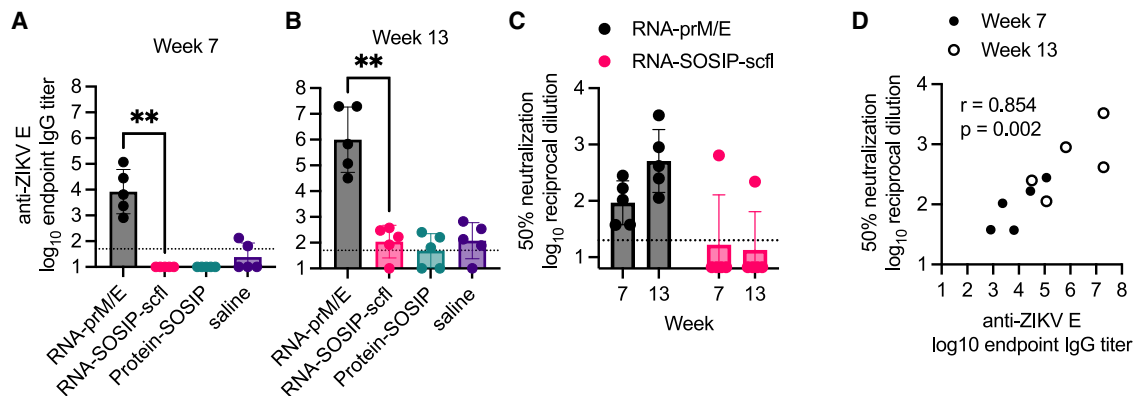 A
Week 7
anti-ZIKV E
log10 endpoint IgG titer
8
7
6
5
4
3
2
1
**
RNA-prM/E
RNA-SOSIP-scfl
Protein-SOSIP
saline
B
Week 13
8
7
6
5
4
3
2
1
**
RNA-prM/E
RNA-SOSIP-scfl
Protein-SOSIP
saline
C
RNA-prM/E
RNA-SOSIP-scfl
50% neutralization
log10 reciprocal dilution
4
3
2
1
7 13 7 13
Week
D
Week 7
Week 13
50% neutralization
log10 reciprocal dilution
4
3
2
1
r = 0.854
p = 0.002
1 2 3 4 5 6 7 8
anti-ZIKV E
log10 endpoint IgG titer